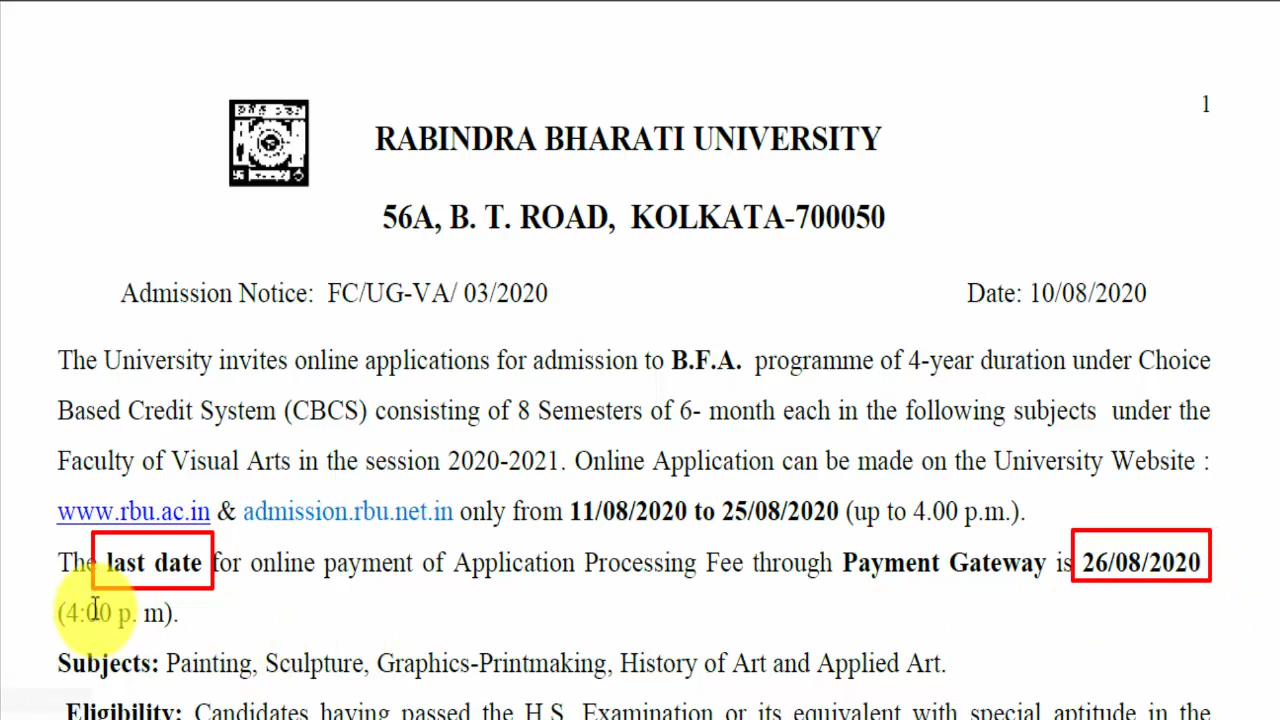 1
RABINDRA BHARATI UNIVERSITY
56A, B. T. ROAD, KOLKATA-700050
Admission Notice: FC/UG-VA/ 03/2020 Date: 10/08/2020
The University invites online applications for admission to B.F.A. programme of 4-year duration under Choice
Based Credit System (CBCS) consisting of 8 Semesters of 6- month each in the following subjects under the
Faculty of Visual Arts in the session 2020-2021. Online Application can be made on the University Website :
www.rbu.ac.in & admission.rbu.net.in only from 11/08/2020 to 25/08/2020 (up to 4.00 p.m.).
The last date for online payment of Application Processing Fee through Payment Gateway is 26/08/2020
(4:00 p. m).
Subjects: Painting, Sculpture, Graphics-Printmaking, History of Art and Applied Art.
Eligibility: Candidates having passed the H.S. Examination or its equivalent with special aptitude in the